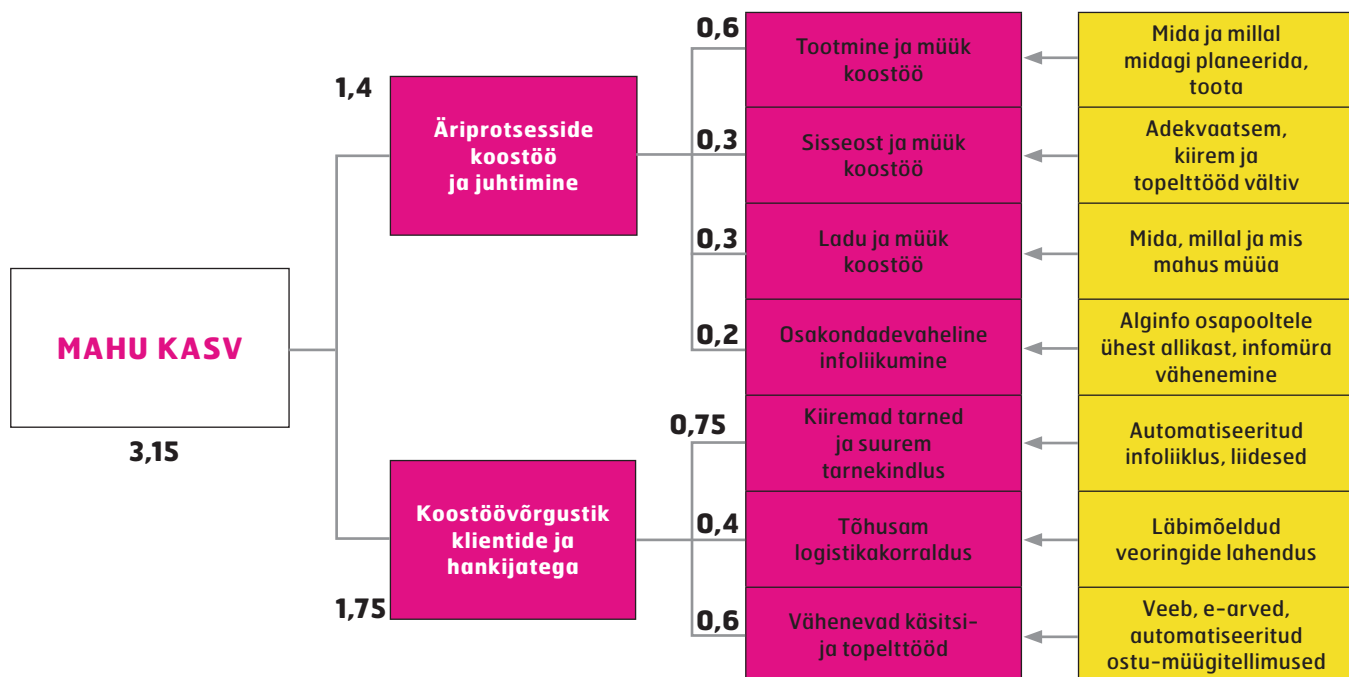 MAHU KASV
3,15
1,4
Äriprotsesside
koostöö
ja juhtimine
1,75
Koostöövõrgustik
klientide ja
hankijatega
0,6
Tootmine ja müük
koostöö
Mida ja millal
midagi planeerida,
toota
0,3
Sisseost ja müük
koostöö
Adekvaatsem,
kiirem ja
topelttööd vältiv
0,3
Ladu ja müük
koostöö
Mida, millal ja mis
mahus müüa
0,2
Osakondadevaheline
infoliikumine
Alginfo osapooltele
ühest allikast, infomüra
vähenemine
0,75
Kiiremad tarned
ja suurem
tarnekindlus
Automatiseeritud
infoliiklus, liidesed
0,4
Tõhusam
logistikakorraldus
Läbimõeldud
veoringide lahendus
0,6
Vähenevad käsitsi-
ja topelttööd
Veeb, e-arved,
automatiseeritud
ostu-müügitellimused